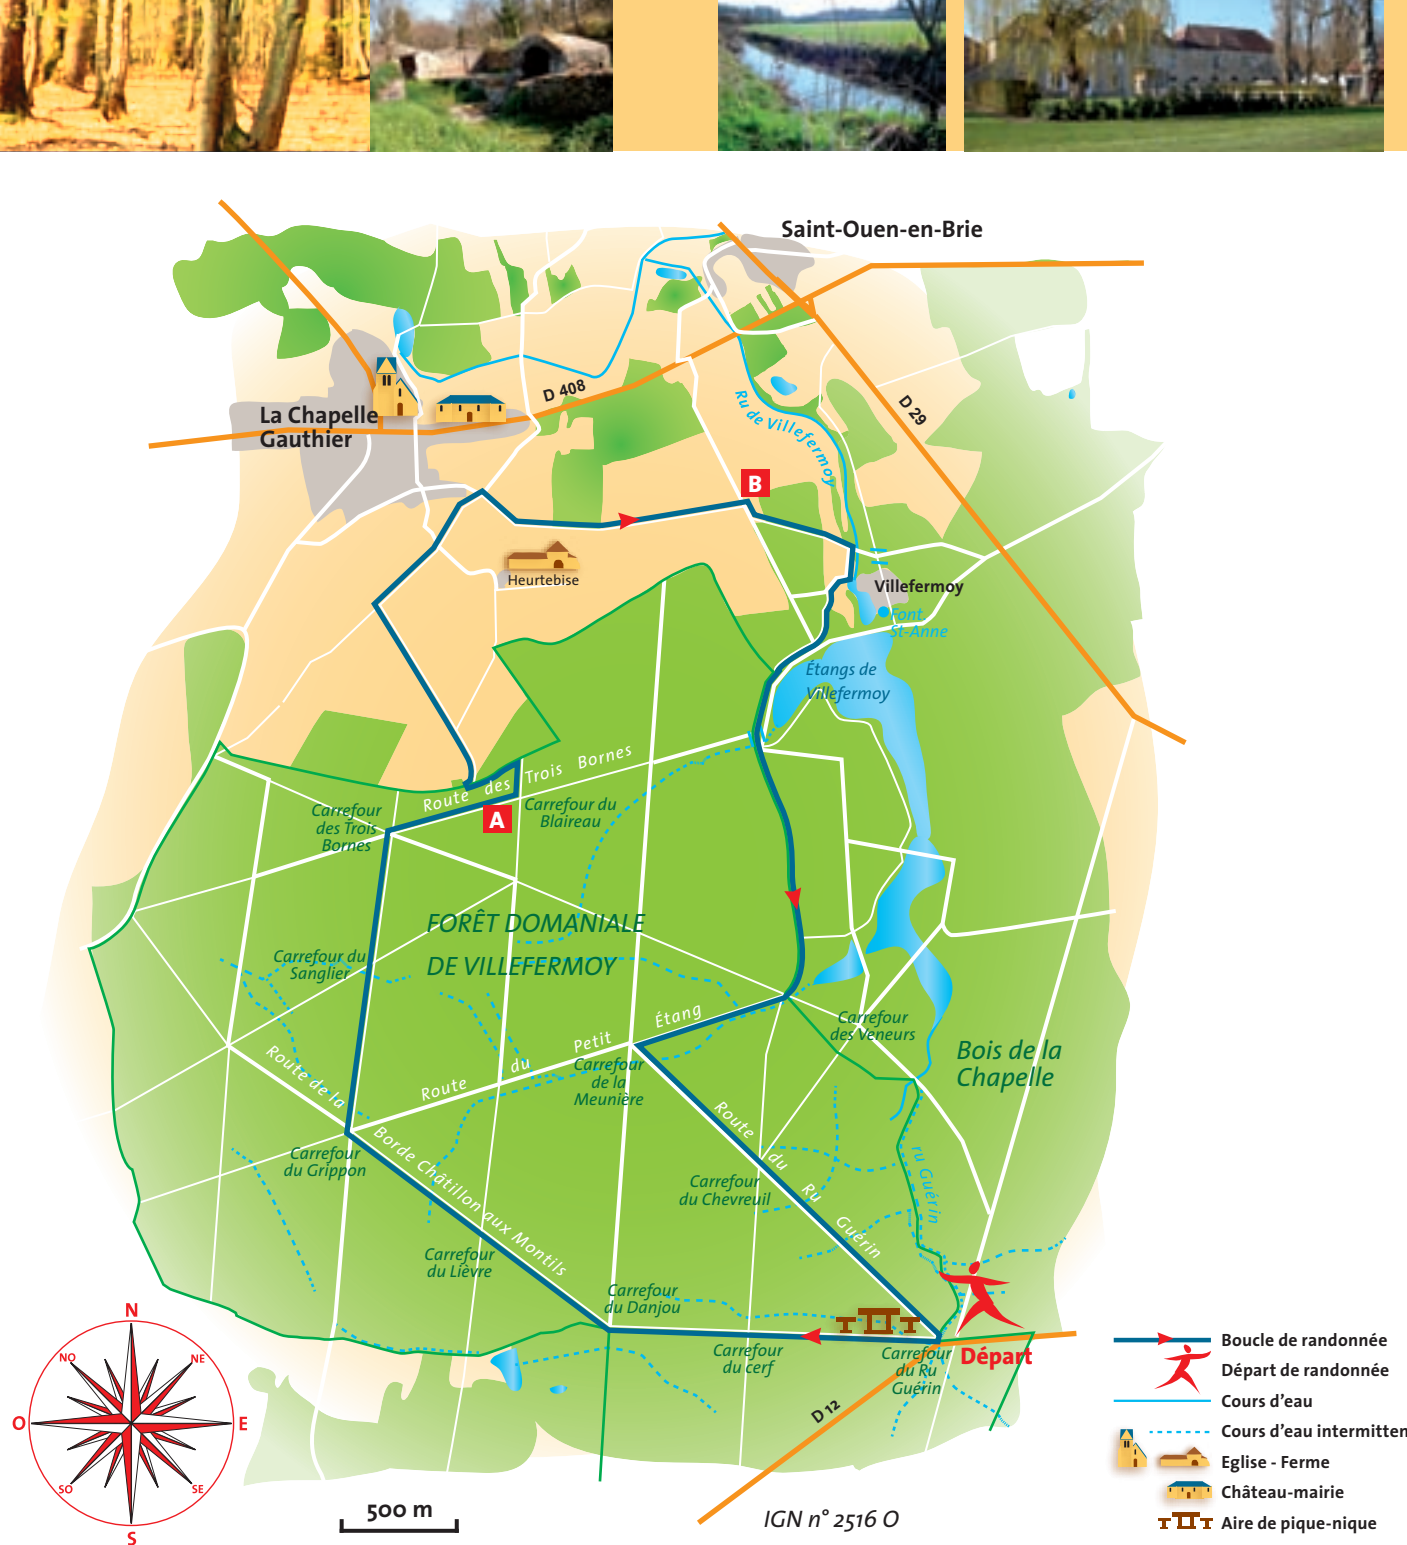 Saint-Ouen-en-Brie
D 408
D 29
La Chapelle
Gauthier
Ru de Villefermoy
B
Heurtebise
Villefermoy
Font.
St-Anne
Étangs de
Villefermoy
Route des Trois Bornes
Carrefour
des Trois
Bornes
A
Carrefour du
Blaireau
FORÊT DOMANIALE
DE VILLEFERMOY
Carrefour du
Sanglier
Route du Petit Étang
Carrefour
des Veneurs
Bois de la
Chapelle
Carrefour
de la
Meunière
Route de la Borde Châtillon aux Montils
Carrefour
du Grippon
Route du Ru Guérin
Carrefour
du Chevreuil
ru Guérin
Carrefour
du Lièvre
Carrefour
du Danjou
Carrefour
du cerf
Carrefour
du Ru
Guérin
Départ
D 12
N
NO
NE
O
E
SO
SE
S
500 m
IGN n° 2516 O
Boucle de randonnée
Départ de randonnée
Cours d'eau
Cours d'eau intermitten
Eglise - Ferme
Château-mairie
Aire de pique-nique